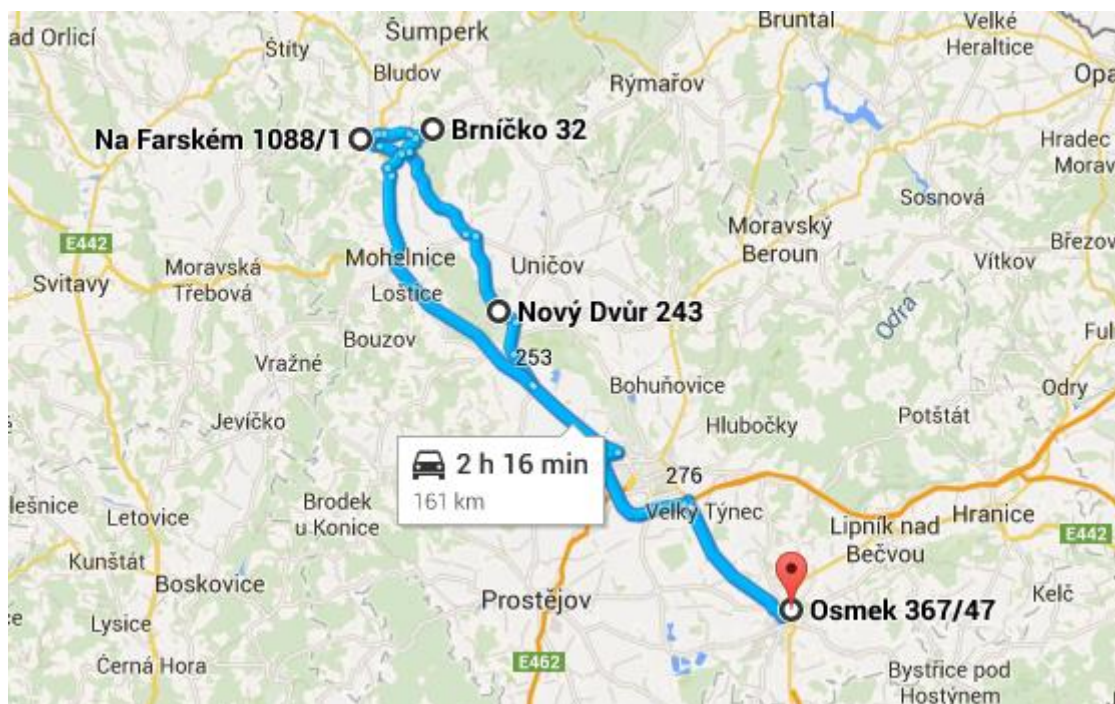 ad Orlicí
Štíty
Šumperk
Bruntál
Velké
Heraltice
Bludov
Rýmařov
Opa
Na Farském 1088/1
Brníčko 32
Hradec
Morav
Sosnová
E442
Moravský
Beroun
Březov
Mohelnice
Uničov
Svitavy
Moravská
Třebová
Vítkov
Loštice
Nový Dvůr 243
Odra
Bouzov
Ful
Vražné
253
Bohuňovice
Odry
Jevíčko
Hlubočky
Potštát
2 h 16 min
161 km
276
lešnice
Letovice
Brodek
u Konice
Velký Týnec
Lipník nad
Bečvou
Hranice
E442
Kunštát
Boskovice
Prostějov
Osmek 367/47
Kelč
Lysice
Černá Hora
E462
Bystřice pod
Hostýnem